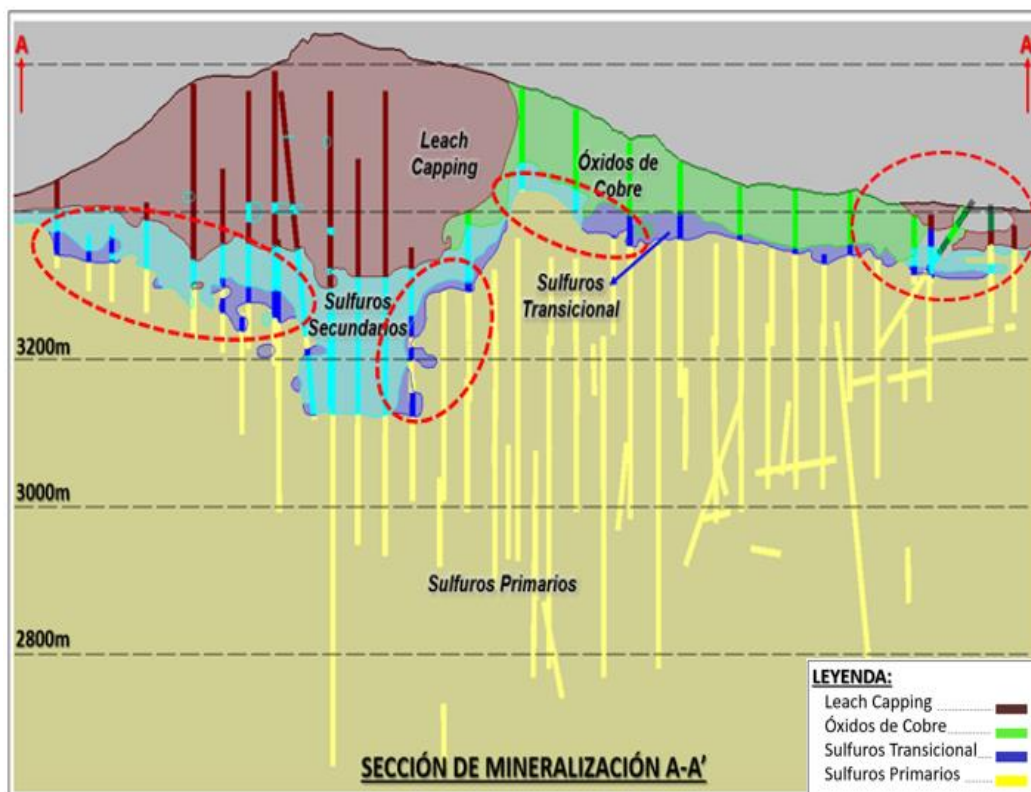 A
A
Leach
Capping
Óxidos de
Cobre
Sulfuros
Transicional
Sulfuros
Secundarios
3200m
3000m
Sulfuros Primarios
2800m
LEYENDA:
Leach Capping
Óxidos de Cobre
Sulfuros Transicional
Sulfuros Primarios
SECCIÓN DE MINERALIZACIÓN A-A'